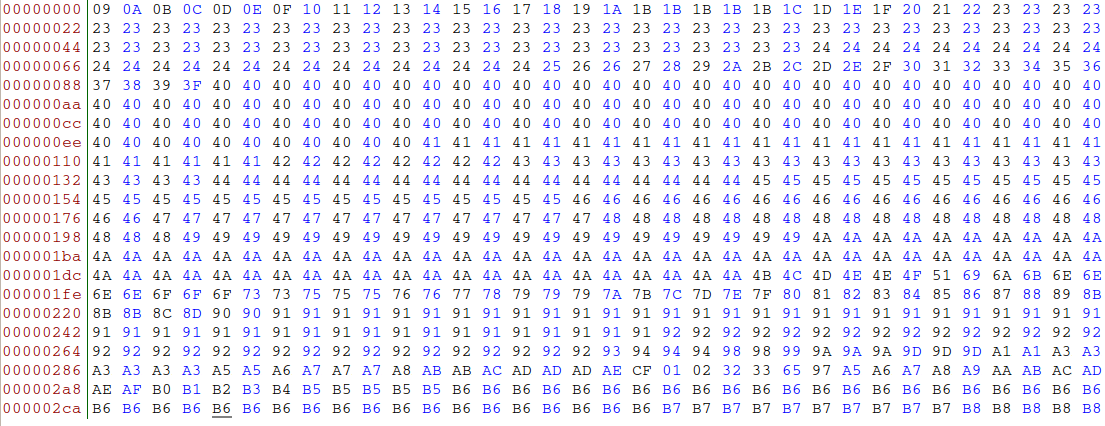 00000000 09 0A 0B 0C 0D 0E 0F 10 11 12 13 14 15 16 17 18 19 1A 1B 1B 1B 1B 1B 1C 1D 1E 1F 20 21 22 23 23 23 23
00000022 23 23 23 23 23 23 23 23 23 23 23 23 23 23 23 23 23 23 23 23 23 23 23 23 23 23 23 23 23 23 23 23 23 23
00000044 23 23 23 23 23 23 23 23 23 23 23 23 23 23 23 23 23 23 23 23 23 23 23 23 24 24 24 24 24 24 24 24 24 24
00000066 24 24 24 24 24 24 24 24 24 24 24 24 24 24 24 25 26 26 27 28 29 2A 2B 2C 2D 2E 2F 30 31 32 33 34 35 36
00000088 37 38 39 3F 40 40 40 40 40 40 40 40 40 40 40 40 40 40 40 40 40 40 40 40 40 40 40 40 40 40 40 40 40 40
000000aa 40 40 40 40 40 40 40 40 40 40 40 40 40 40 40 40 40 40 40 40 40 40 40 40 40 40 40 40 40 40 40 40 40 40
000000cc 40 40 40 40 40 40 40 40 40 40 40 40 40 40 40 40 40 40 40 40 40 40 40 40 40 40 40 40 40 40 40 40 40 40
000000ee 40 40 40 40 40 40 40 40 40 40 40 41 41 41 41 41 41 41 41 41 41 41 41 41 41 41 41 41 41 41 41 41 41 41
00000110 41 41 41 41 41 41 42 42 42 42 42 42 42 42 43 43 43 43 43 43 43 43 43 43 43 43 43 43 43 43 43 43 43 43
00000132 43 43 43 43 44 44 44 44 44 44 44 44 44 44 44 44 44 44 44 44 44 44 45 45 45 45 45 45 45 45 45 45 45 45
00000154 45 45 45 45 45 45 45 45 45 45 45 45 45 45 45 45 46 46 46 46 46 46 46 46 46 46 46 46 46 46 46 46 46 46
00000176 46 46 47 47 47 47 47 47 47 47 47 47 47 47 47 47 47 48 48 48 48 48 48 48 48 48 48 48 48 48 48 48 48 48
00000198 48 48 48 49 49 49 49 49 49 49 49 49 49 49 49 49 49 49 49 49 49 49 49 49 4A 4A 4A 4A 4A 4A 4A 4A 4A 4A
000001ba 4A 4A 4A 4A 4A 4A 4A 4A 4A 4A 4A 4A 4A 4A 4A 4A 4A 4A 4A 4A 4A 4A 4A 4A 4A 4A 4A 4A 4A 4A 4A 4A 4A 4A
000001dc 4A 4A 4A 4A 4A 4A 4A 4A 4A 4A 4A 4A 4A 4A 4A 4A 4A 4A 4A 4A 4A 4A 4B 4C 4D 4E 4E 4F 51 69 6A 6B 6E 6E
000001fe 6E 6E 6F 6F 6F 73 73 75 75 75 76 76 77 78 79 79 79 7A 7B 7C 7D 7E 7F 80 81 82 83 84 85 86 87 88 89 8B
00000220 8B 8B 8C 8D 90 90 91 91 91 91 91 91 91 91 91 91 91 91 91 91 91 91 91 91 91 91 91 91 91 91 91 91 91 91
00000242 91 91 91 91 91 91 91 91 91 91 91 91 91 91 91 91 91 91 91 92 92 92 92 92 92 92 92 92 92 92 92 92 92 92
00000264 92 92 92 92 92 92 92 92 92 92 92 92 92 92 92 92 92 93 94 94 94 98 98 99 9A 9A 9A 9D 9D 9D A1 A1 A3 A3
00000286 A3 A3 A3 A3 A5 A5 A6 A7 A7 A7 A8 AB AB AC AD AD AD AE CF 01 02 32 33 65 97 A5 A6 A7 A8 A9 AA AB AC AD
000002a8 AE AF B0 B1 B2 B3 B4 B5 B5 B5 B5 B5 B6 B6 B6 B6 B6 B6 B6 B6 B6 B6 B6 B6 B6 B6 B6 B6 B6 B6 B6 B6 B6 B6
000002ca B6 B6 B6 B6 B6 B6 B6 B6 B6 B6 B6 B6 B6 B6 B6 B6 B6 B6 B6 B7 B7 B7 B7 B7 B7 B7 B7 B7 B7 B8 B8 B8 B8 B8